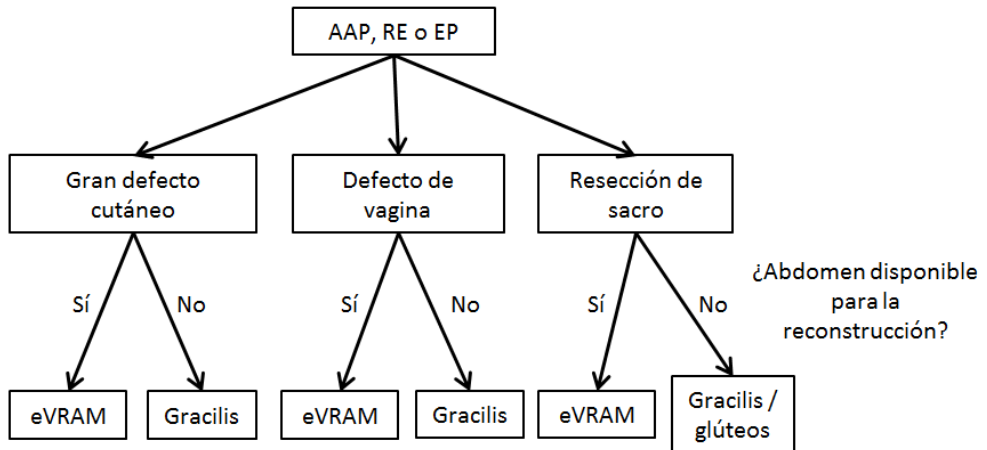 AAP, RE o EP
Gran defecto
cutáneo
Defecto de
vagina
Resección de
sacro
¿Abdomen disponible
para la
reconstrucción?
Sí
No
Sí
No
Sí
No
eVRAM
Gracilis
eVRAM
Gracilis
eVRAM
Gracilis /
glúteos